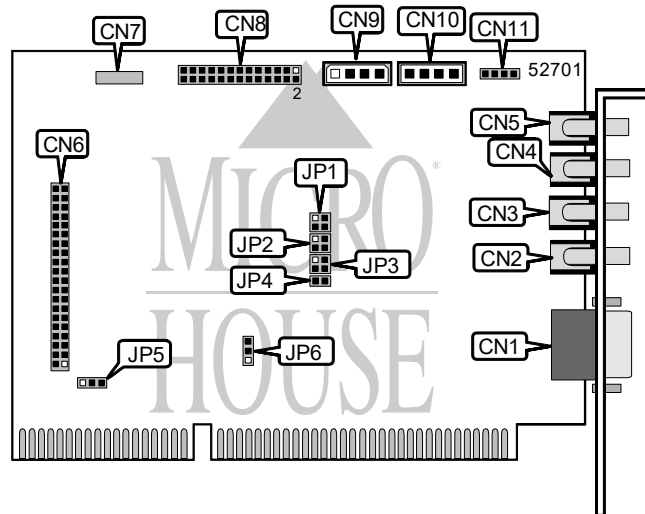 CN7
CN8
CN9
CN10
CN11
52701
2
CN5
CN4
CN6
MICRO
®
JP1
JP2
CN3
JP3
CN2
JP4
HOUSE
CN1
JP5
JP6